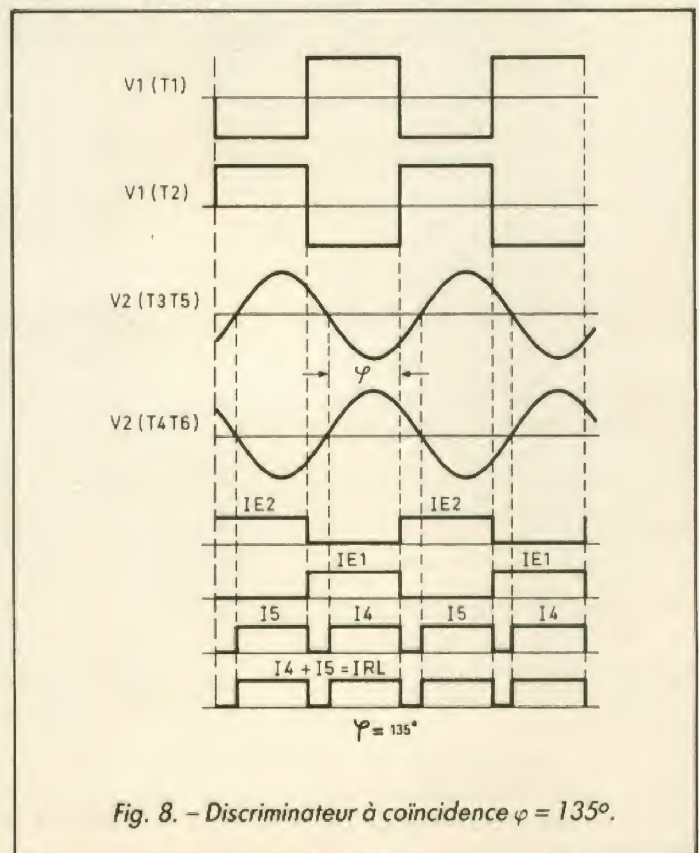 V1 (T1)
V1 (T2)
V2 (T3T5)
φ
V2 (T4T6)
IE2 IE2
IE1 IE1
I5 I4 I5 I4
I4 + I5 = IRL
φ = 135°
Fig. 8. – Discriminateur à coïncidence φ = 135º.